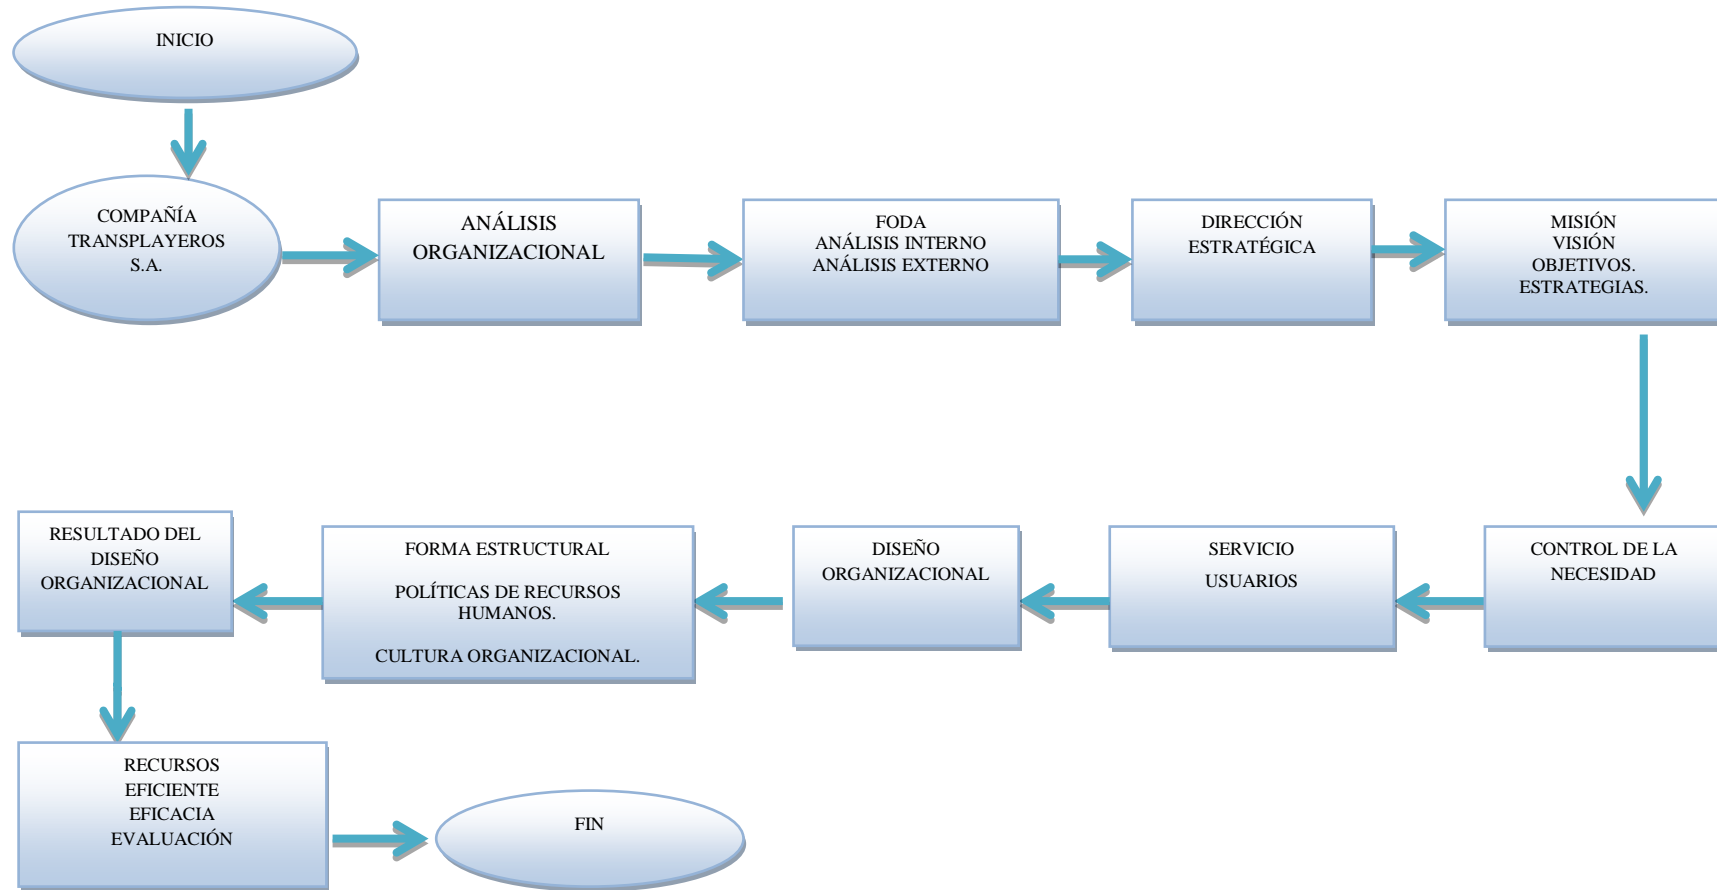 INICIO
COMPAÑÍA
TRANSPLAYEROS
S.A.
ANÁLISIS
ORGANIZACIONAL
FODA
ANÁLISIS INTERNO
ANÁLISIS EXTERNO
DIRECCIÓN
ESTRATÉGICA
MISIÓN
VISIÓN
OBJETIVOS.
ESTRATEGIAS.
CONTROL DE LA
NECESIDAD
SERVICIO
USUARIOS
DISEÑO
ORGANIZACIONAL
FORMA ESTRUCTURAL
POLÍTICAS DE RECURSOS
HUMANOS.
CULTURA ORGANIZACIONAL.
RESULTADO DEL
DISEÑO
ORGANIZACIONAL
RECURSOS
EFICIENTE
EFICACIA
EVALUACIÓN
FIN